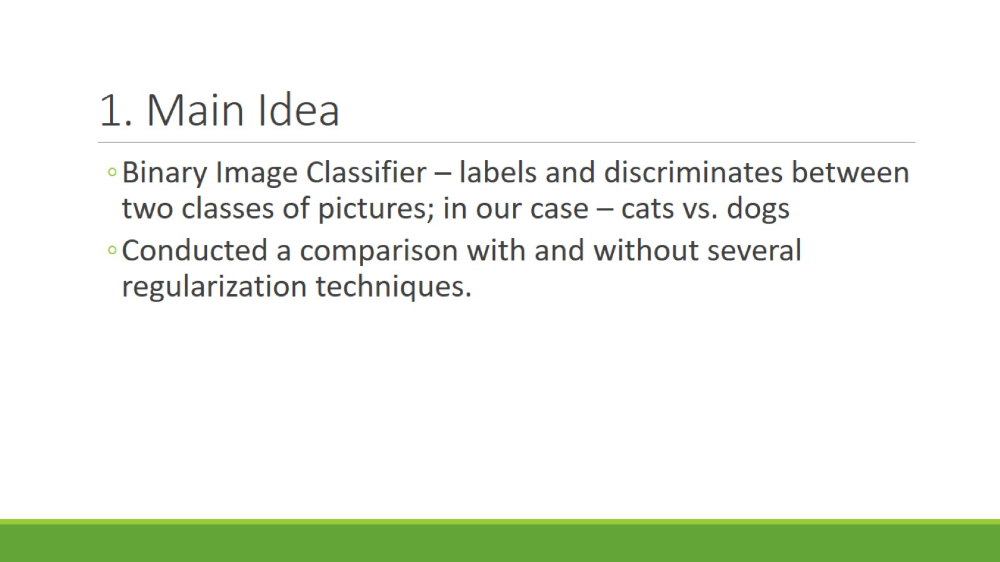 1. Main Idea
◦Binary Image Classifier – labels and discriminates between
two classes of pictures; in our case – cats vs. dogs
◦Conducted a comparison with and without several
regularization techniques.